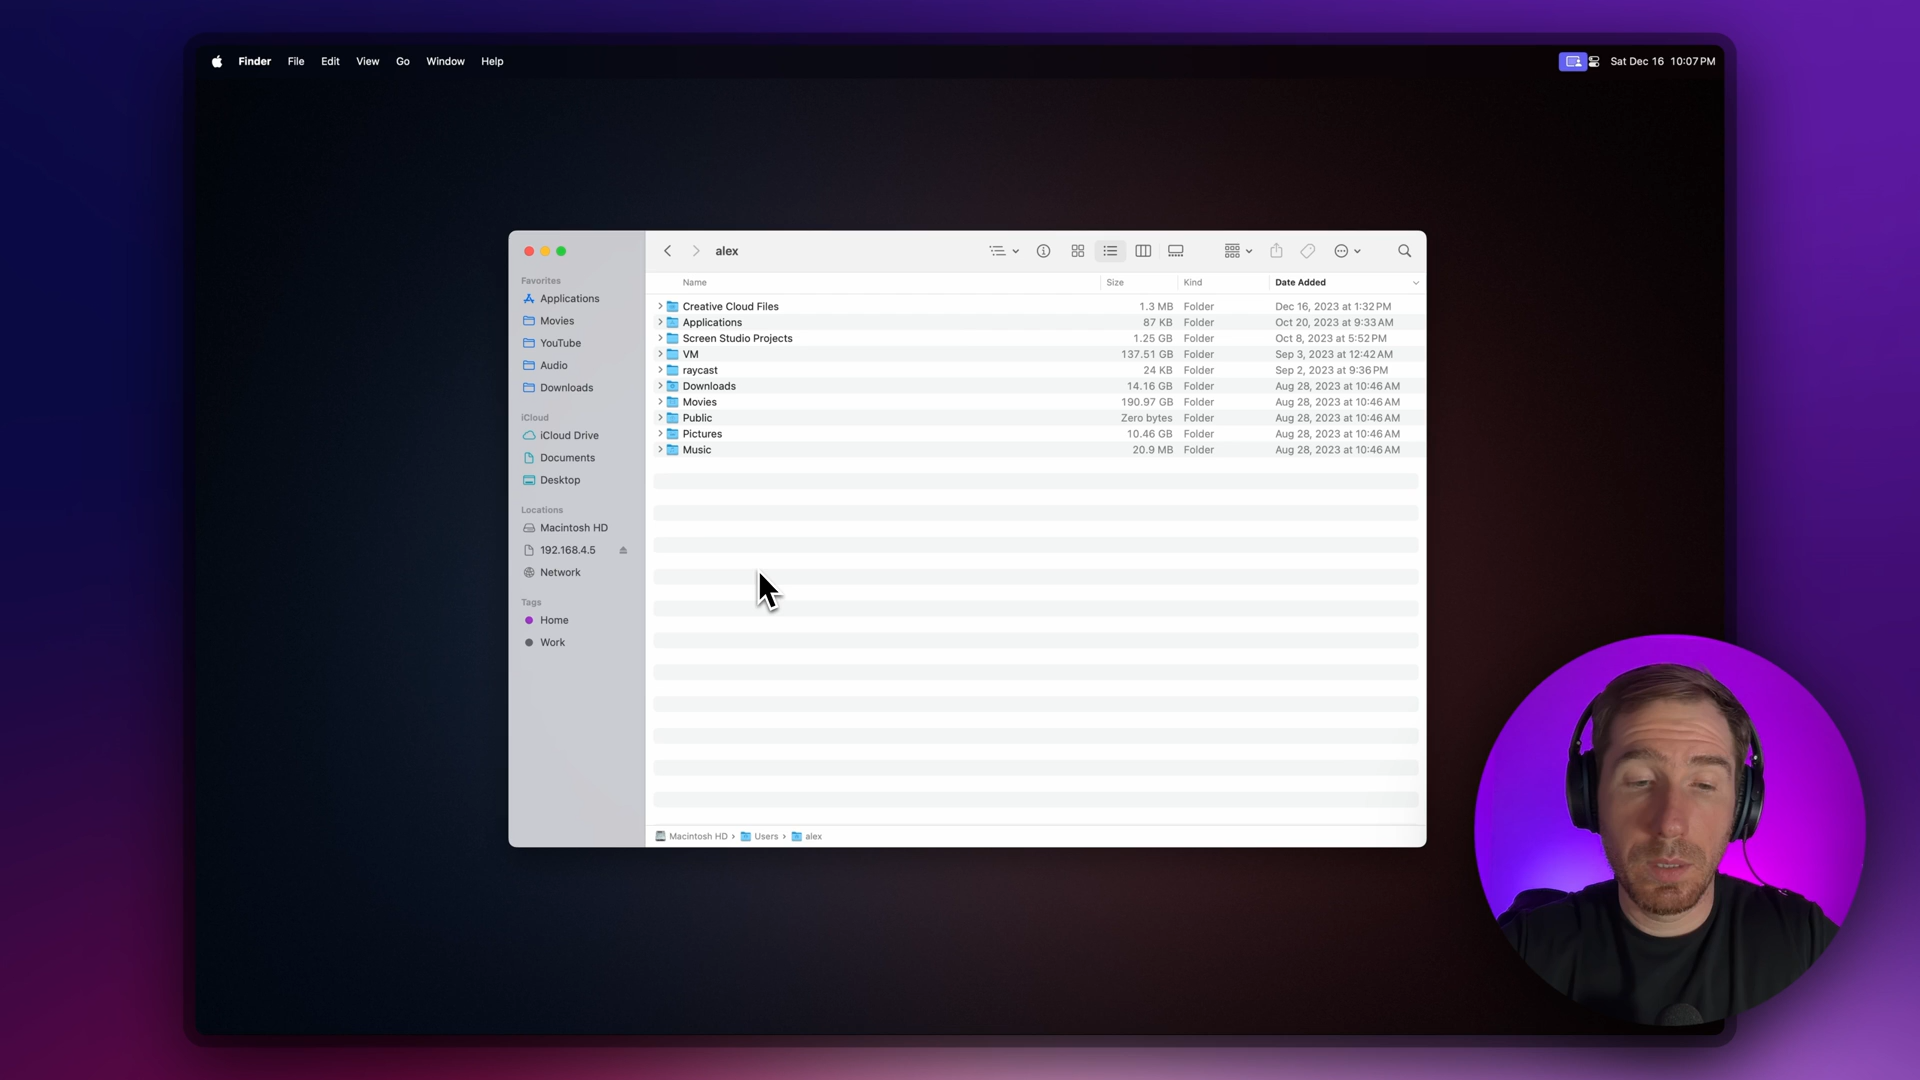 Finder File Edit View Go Window Help Sat Dec 16 10:07 PM
alex
Favorites
Applications
Movies
YouTube
Audio
Downloads
iCloud
iCloud Drive
Documents
Desktop
Locations
Macintosh HD
192.168.4.5
Network
Tags
Home
Work
Name Size Kind Date Added
Creative Cloud Files 1.3 MB Folder Dec 16, 2023 at 1:32 PM
Applications 87 KB Folder Oct 20, 2023 at 9:33 AM
Screen Studio Projects 1.25 GB Folder Oct 8, 2023 at 5:52 PM
VM 137.51 GB Folder Sep 3, 2023 at 12:42 AM
raycast 24 KB Folder Sep 2, 2023 at 9:36 PM
Downloads 14.16 GB Folder Aug 28, 2023 at 10:46 AM
Movies 190.97 GB Folder Aug 28, 2023 at 10:46 AM
Public Zero bytes Folder Aug 28, 2023 at 10:46 AM
Pictures 10.46 GB Folder Aug 28, 2023 at 10:46 AM
Music 20.9 MB Folder Aug 28, 2023 at 10:46 AM
Macintosh HD › Users › alex